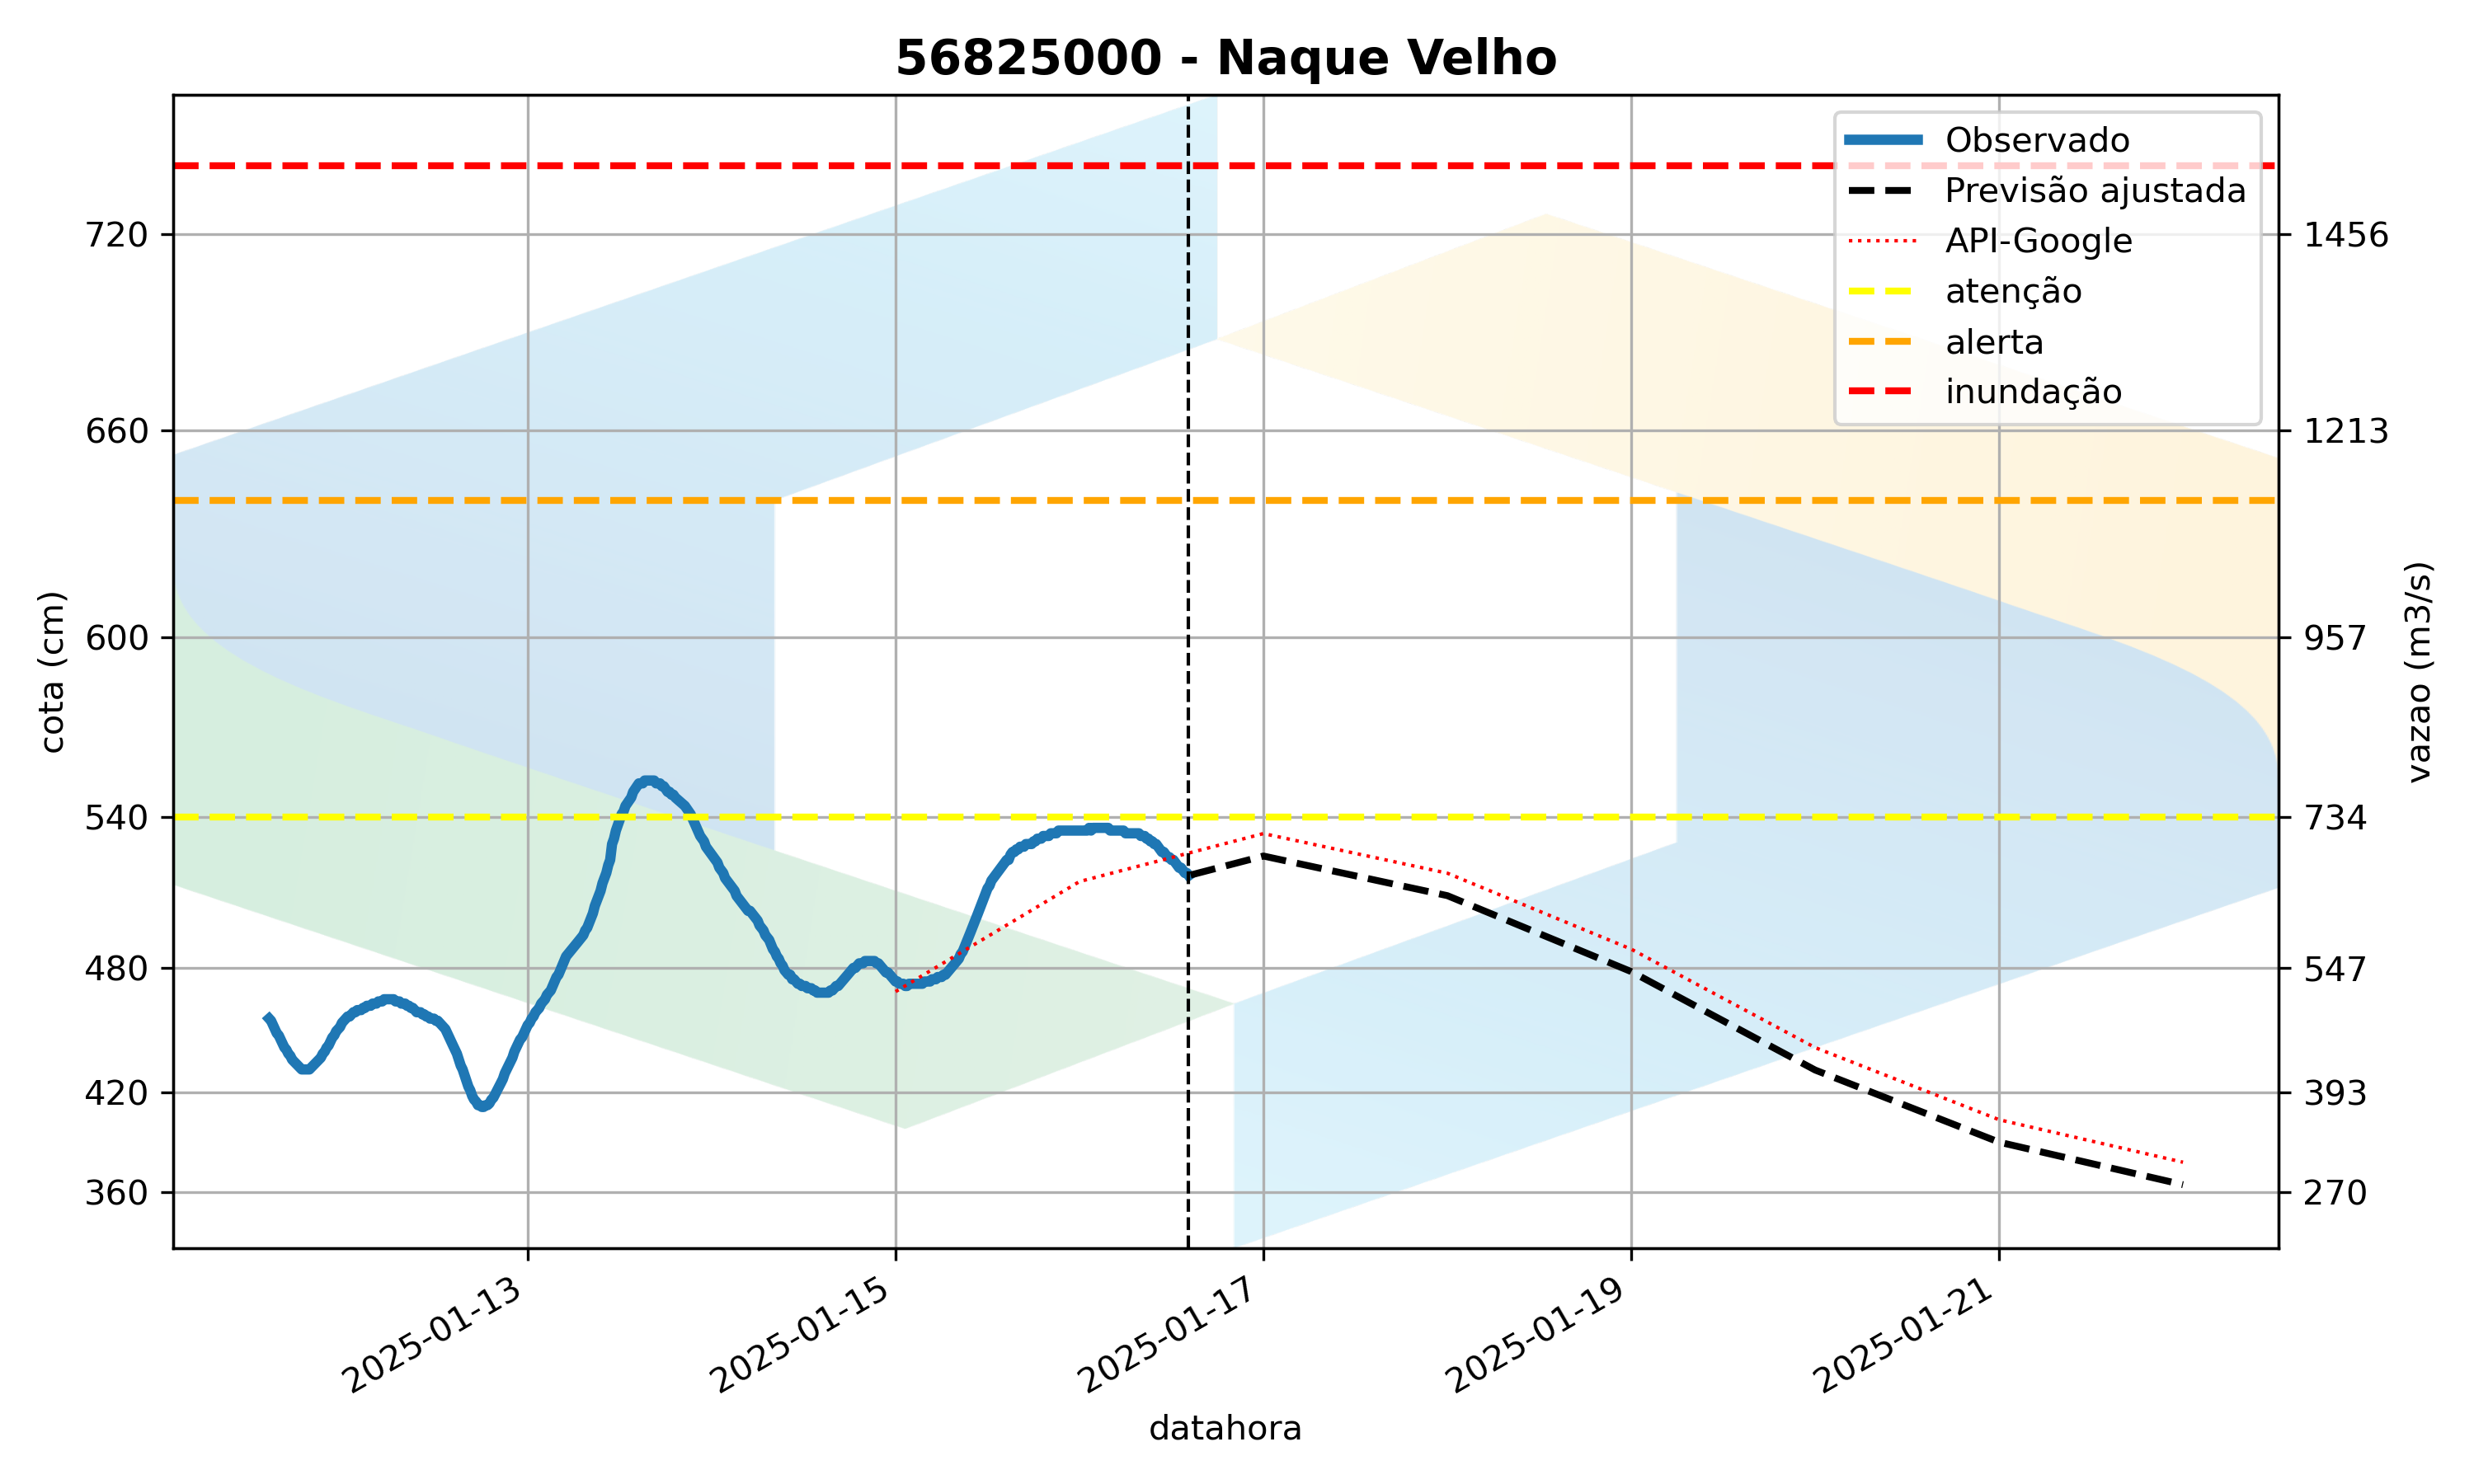 56825000 - Naque Velho
Observado
Previsão ajustada
API-Google
atenção
alerta
inundação
720
660
600
540
480
420
360
cota (cm)
1456
1213
957
734
547
393
270
vazao (m3/s)
2025-01-13
2025-01-15
2025-01-17
2025-01-19
2025-01-21
datahora